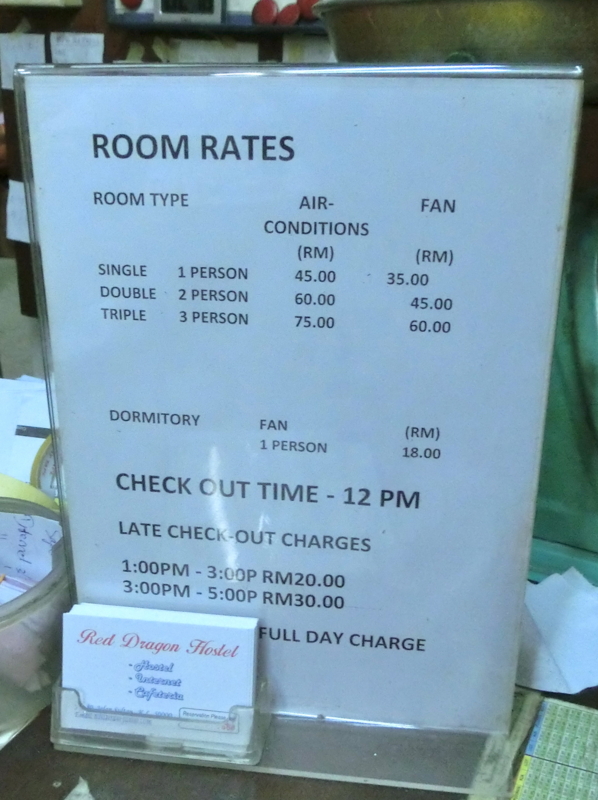 ROOM RATES
ROOM TYPE AIR-CONDITIONS FAN
(RM) (RM)
SINGLE 1 PERSON 45.00 35.00
DOUBLE 2 PERSON 60.00 45.00
TRIPLE 3 PERSON 75.00 60.00
DORMITORY FAN (RM)
1 PERSON 18.00
CHECK OUT TIME - 12 PM
LATE CHECK-OUT CHARGES
1:00PM - 3:00P RM20.00
3:00PM - 5:00P RM30.00
FULL DAY CHARGE
Red Dragon Hostel
- Hostel
- Internet
- Cafeteria